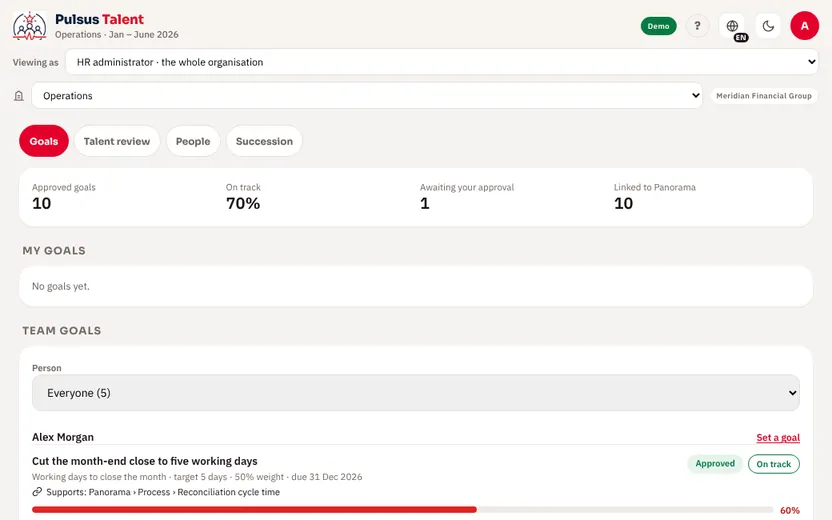 Pulsus Talent
Operations · Jan – June 2026
Demo
?
EN
A
Viewing as
HR administrator · the whole organisation
Operations
Meridian Financial Group
Goals
Talent review
People
Succession
Approved goals
10
On track
70%
Awaiting your approval
1
Linked to Panorama
10
MY GOALS
No goals yet.
TEAM GOALS
Person
Everyone (5)
Alex Morgan
Set a goal
Cut the month-end close to five working days
Approved
On track
Working days to close the month · target 5 days · 50% weight · due 31 Dec 2026
Supports: Panorama › Process › Reconciliation cycle time
60%